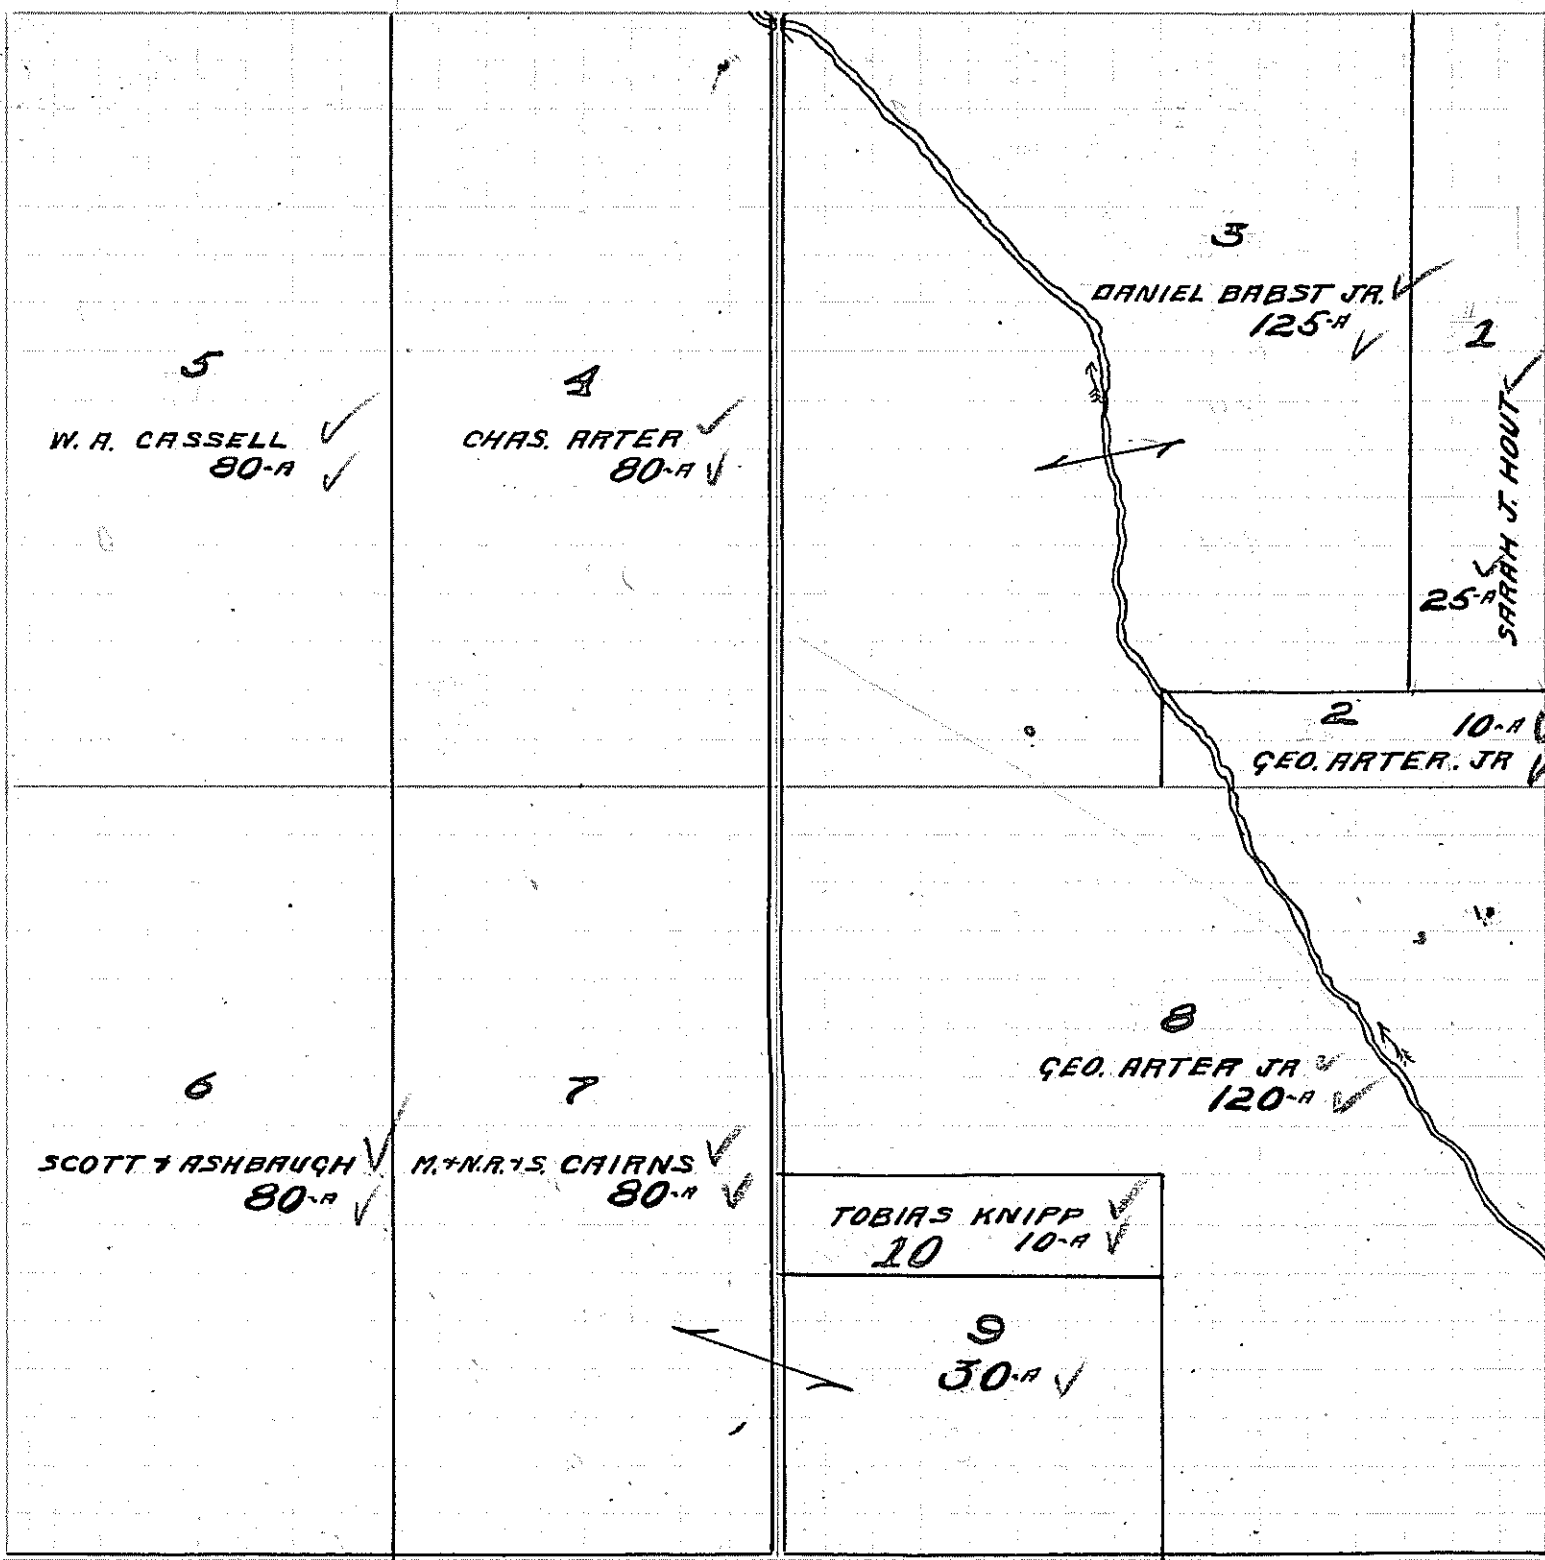 3
DANIEL BABST JR.
125-A
1
SARAH J. HOUT
25-A
5
W. A. CASSELL
80-A
4
CHAS. ARTER
80-A
2
10-A
GEO. ARTER. JR
8
GEO. ARTER JR
120-A
6
SCOTT & ASHBAUGH
80-A
7
M.&N.R.&S. CAIRNS
80-A
TOBIAS KNIPP
10 10-A
9
30-A